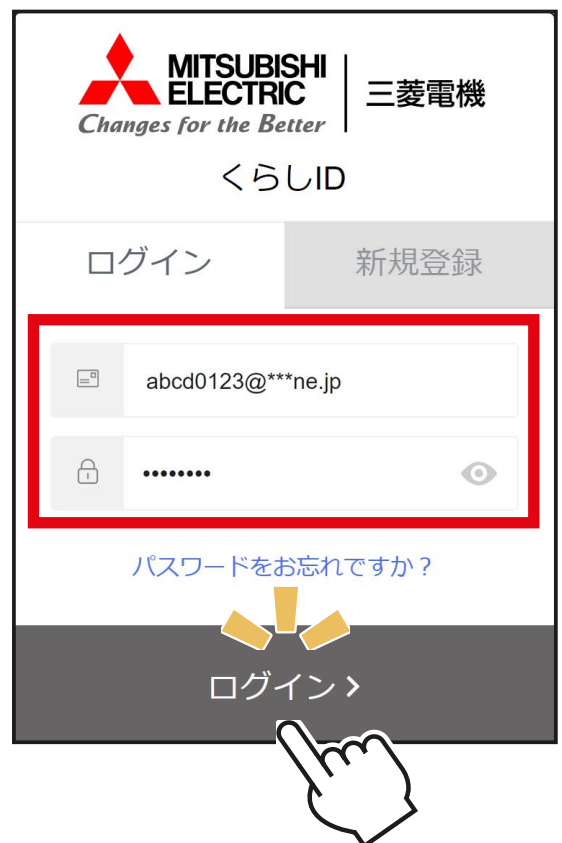 MITSUBISHI
ELECTRIC
Changes for the Better
三菱電機
くらしID
ログイン
新規登録
abcd0123@***ne.jp
••••••••
パスワードをお忘れですか？
ログイン ›